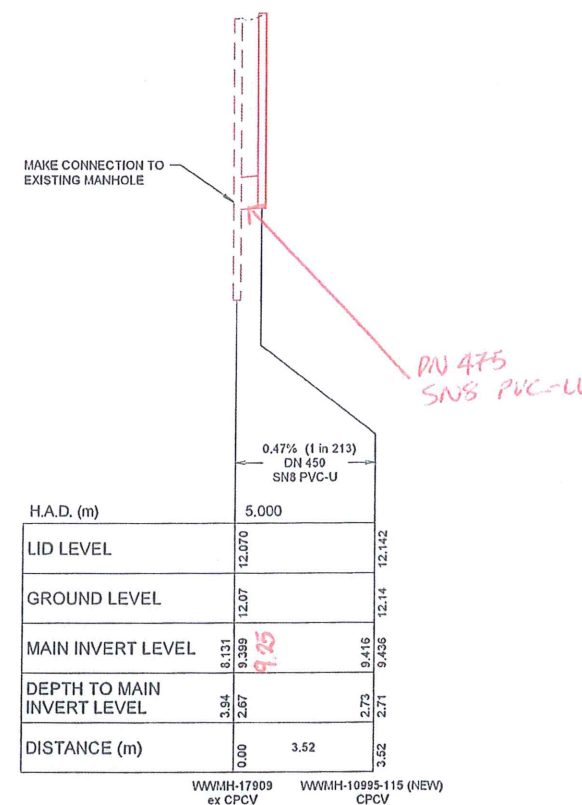 MAKE CONNECTION TO
EXISTING MANHOLE
DN 475
SN8 PVC-U
0.47% (1 in 213)
DN 450
SN8 PVC-U
H.A.D. (m) 5.000
LID LEVEL 12.070 12.142
GROUND LEVEL 12.07 12.14
MAIN INVERT LEVEL 8.131 9.399 9.25 9.416 9.436
DEPTH TO MAIN
INVERT LEVEL 3.94 2.67 2.73 2.71
DISTANCE (m) 0.00 3.52 3.52
WWMH-17909 WWMH-10995-115 (NEW)
ex CPCV CPCV